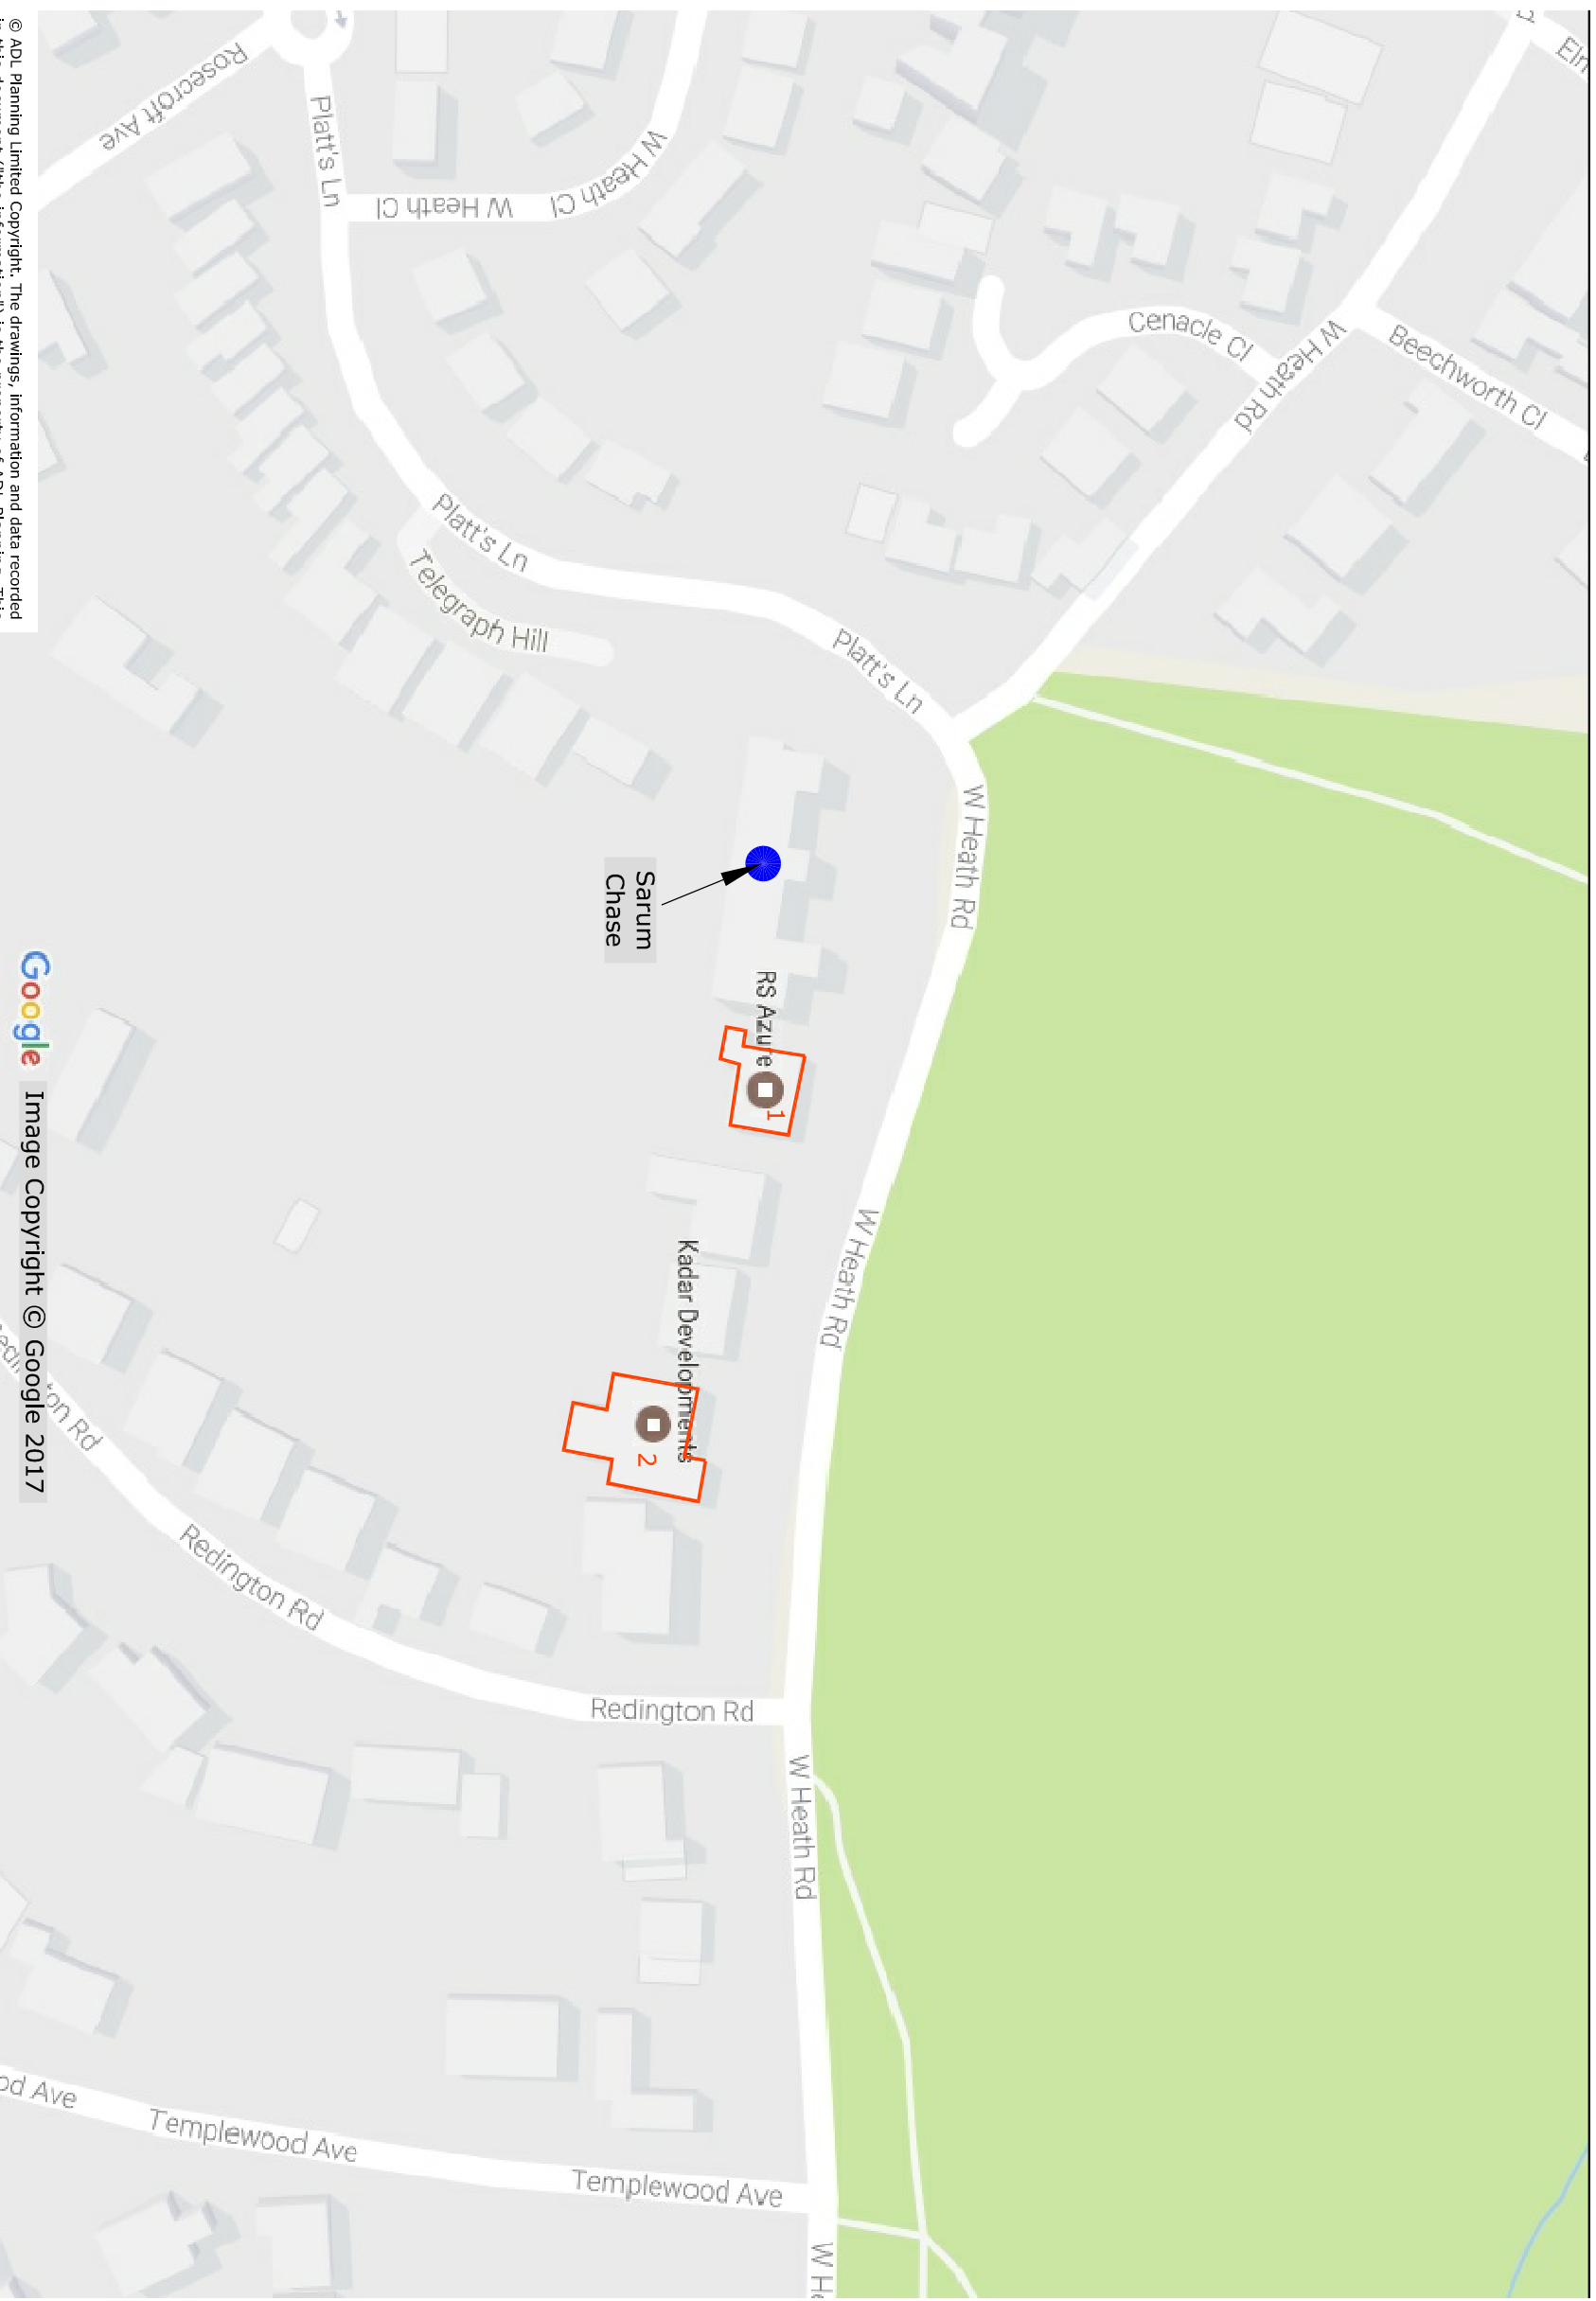 Elm
Rosecroft Ave
Platt's Ln
W Heath Cl
W Heath Cl
Cenacle Cl
W Heath Rd
Beechworth Cl
Platt's Ln
Telegraph Hill
Platt's Ln
W Heath Rd
Sarum
Chase
RS Azure
1
W Heath Rd
Kadar Developments
2
Redington Rd
Redington Rd
W Heath Rd
Templewood Ave
Templewood Ave
Ave
Rd
W He
Google
Image Copyright © Google 2017
© ADL Planning Limited Copyright. The drawings, information and data recorded